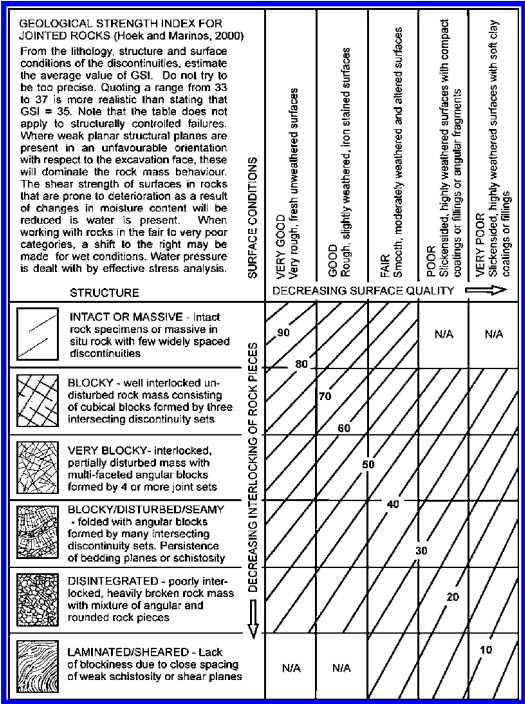 GEOLOGICAL STRENGTH INDEX FOR
JOINTED ROCKS (Hoek and Marinos, 2000)
From the lithology, structure and surface
conditions of the discontinuities, estimate
the average value of GSI. Do not try to
be too precise. Quoting a range from 33
to 37 is more realistic than stating that
GSI = 35. Note that the table does not
apply to structurally controlled failures.
Where weak planar structural planes are
present in an unfavourable orientation
with respect to the excavation face, these
will dominate the rock mass behaviour.
The shear strength of surfaces in rocks
that are prone to deterioration as a result
of changes in moisture content will be
reduced is water is present. When
working with rocks in the fair to very poor
categories, a shift to the right may be
made for wet conditions. Water pressure
is dealt with by effective stress analysis.
STRUCTURE
SURFACE CONDITIONS
VERY GOOD
Very rough, fresh unweathered surfaces
GOOD
Rough, slightly weathered, iron stained surfaces
FAIR
Smooth, moderately weathered and altered surfaces
POOR
Slickensided, highly weathered surfaces with compact
coatings or fillings or angular fragments
VERY POOR
Slickensided, highly weathered surfaces with soft clay
coatings or fillings
DECREASING SURFACE QUALITY
DECREASING INTERLOCKING OF ROCK PIECES
INTACT OR MASSIVE - intact
rock specimens or massive in
situ rock with few widely spaced
discontinuities
90
80
N/A
N/A
BLOCKY - well interlocked un-
disturbed rock mass consisting
of cubical blocks formed by three
intersecting discontinuity sets
70
60
VERY BLOCKY- interlocked,
partially disturbed mass with
multi-faceted angular blocks
formed by 4 or more joint sets
50
40
BLOCKY/DISTURBED/SEAMY
- folded with angular blocks
formed by many intersecting
discontinuity sets. Persistence
of bedding planes or schistosity
30
DISINTEGRATED - poorly inter-
locked, heavily broken rock mass
with mixture of angular and
rounded rock pieces
20
LAMINATED/SHEARED - Lack
of blockiness due to close spacing
of weak schistosity or shear planes
N/A
N/A
10